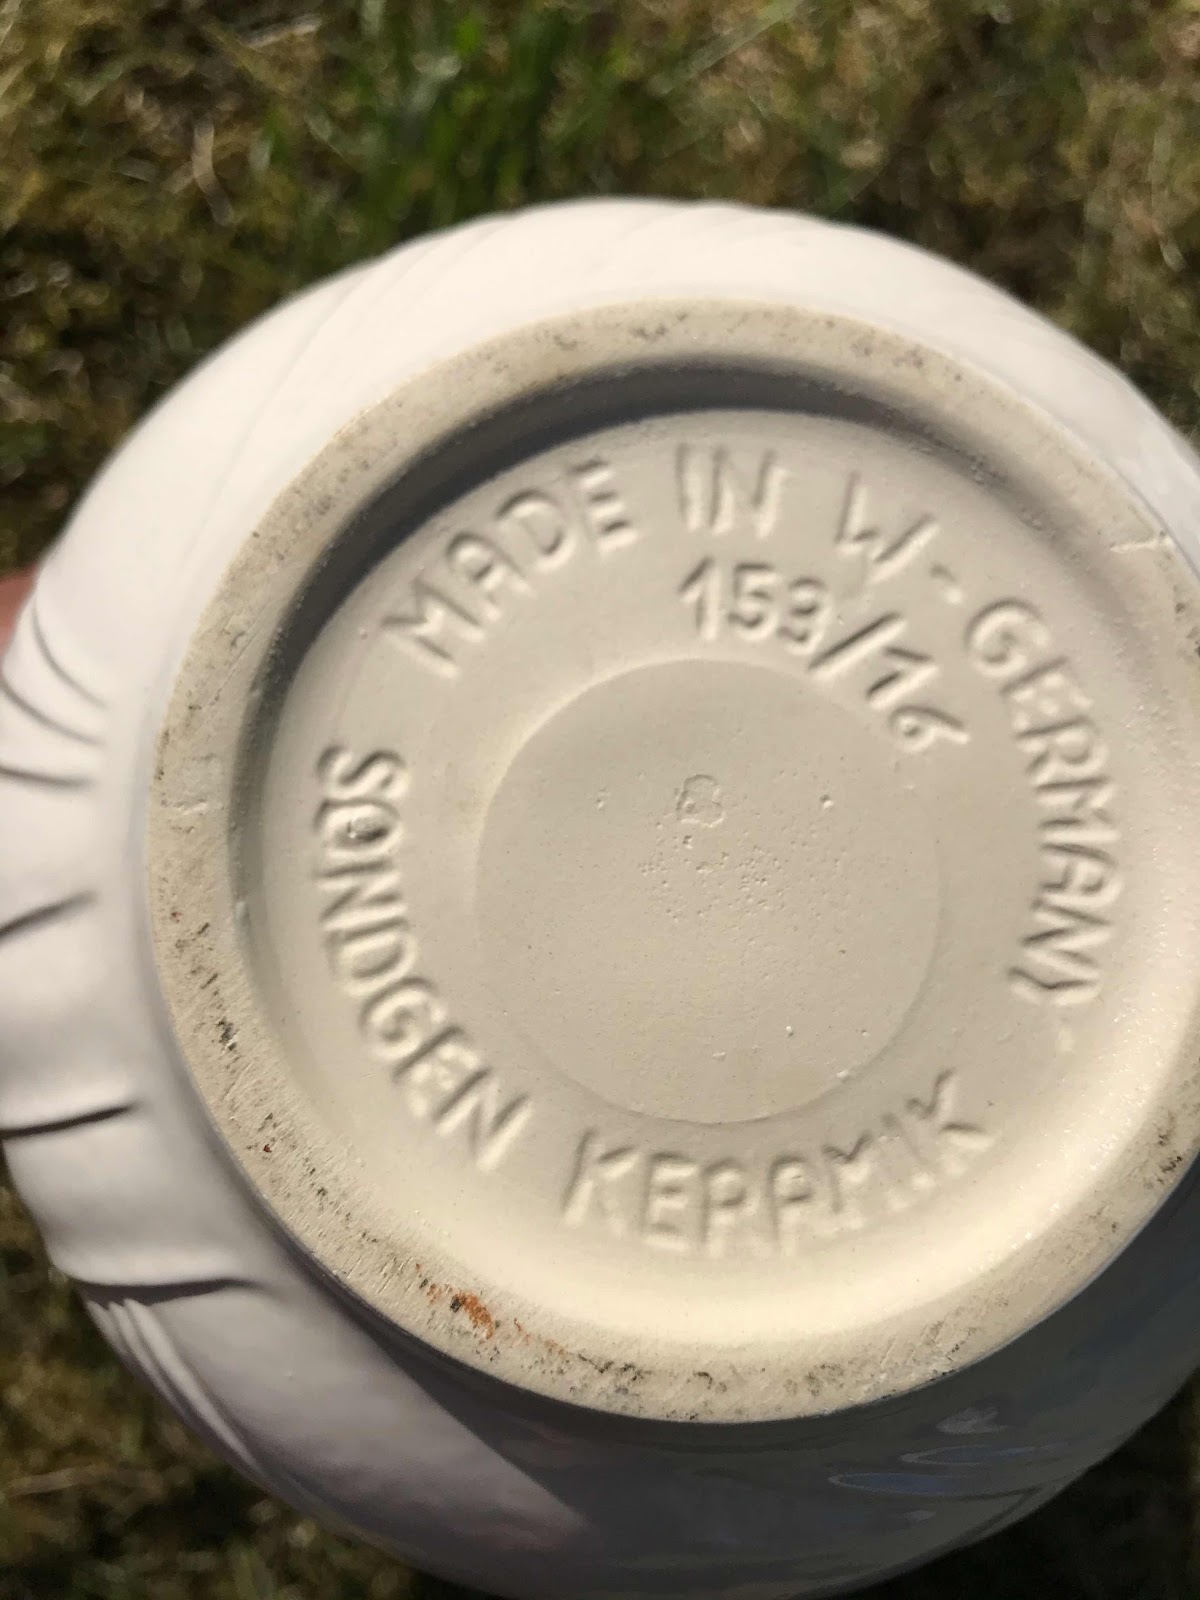 MADE IN W-GERMANY
159/16
SONDGEN KERAMIK